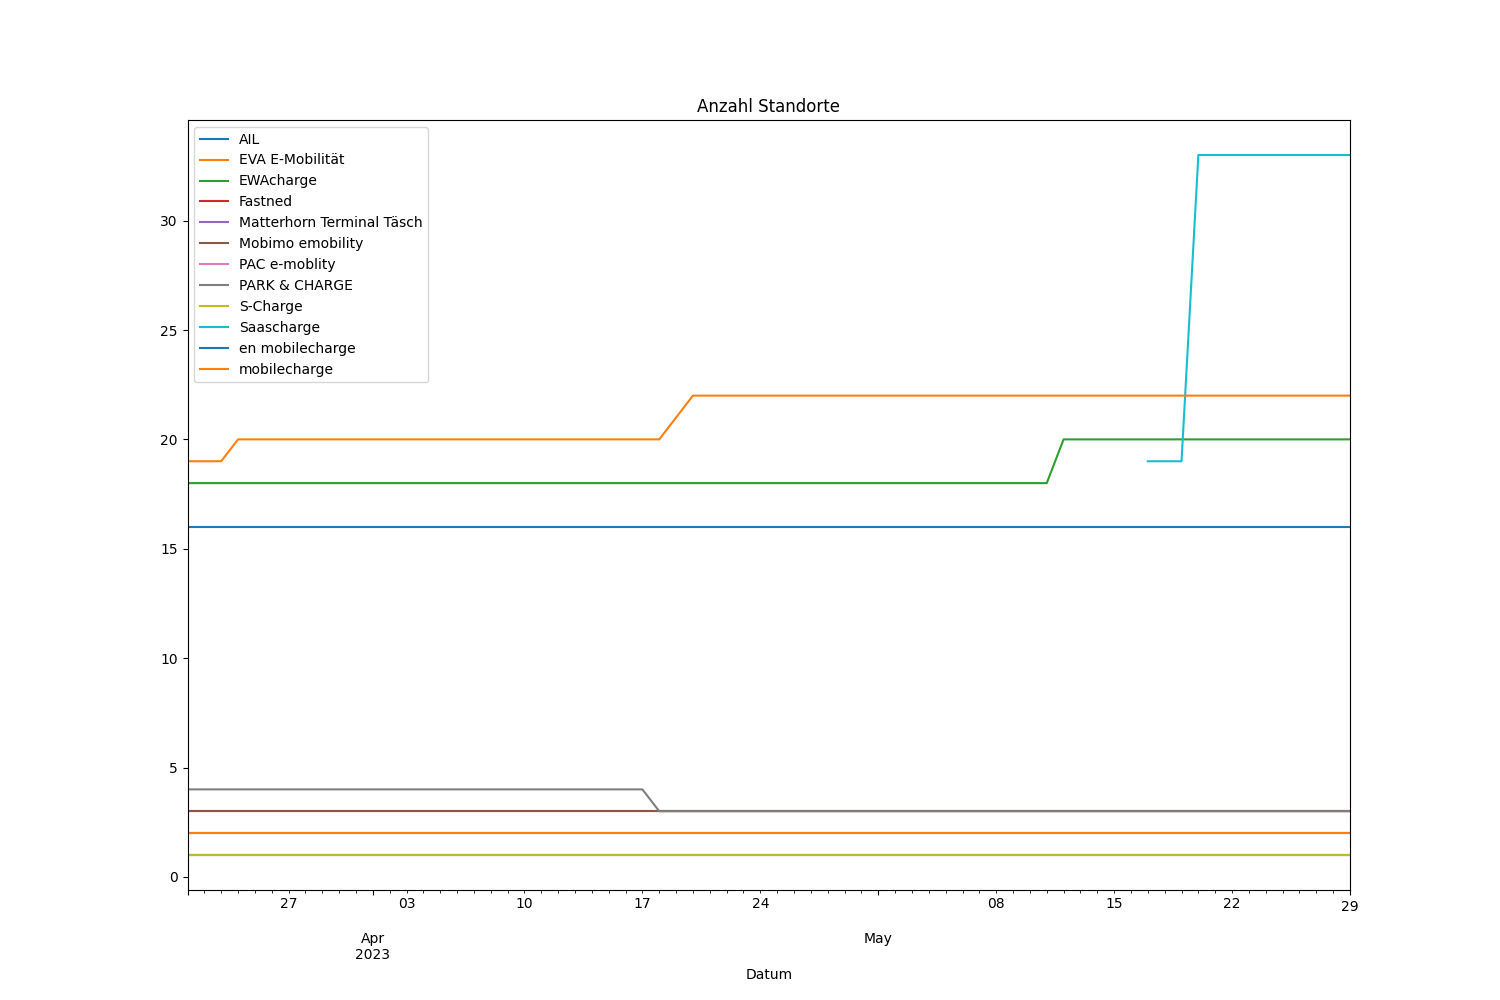 Anzahl Standorte
AIL
EVA E-Mobilität
EWAcharge
Fastned
Matterhorn Terminal Täsch
Mobimo emobility
PAC e-moblity
PARK & CHARGE
S-Charge
Saascharge
en mobilecharge
mobilecharge
30
25
20
15
10
5
0
27 03 10 17 24 08 15 22 29
Apr May
2023
Datum